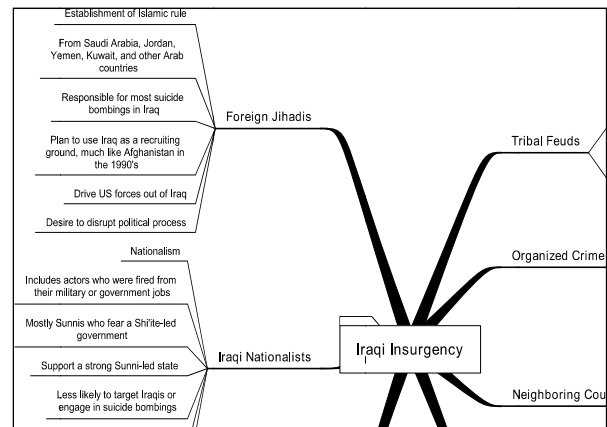 Establishment of Islamic rule
From Saudi Arabia, Jordan,
Yemen, Kuwait, and other Arab
countries
Responsible for most suicide
bombings in Iraq
Plan to use Iraq as a recruiting
ground, much like Afghanistan in
the 1990's
Drive US forces out of Iraq
Desire to disrupt political process
Foreign Jihadis
Nationalism
Includes actors who were fired from
their military or government jobs
Mostly Sunnis who fear a Shi'ite-led
government
Support a strong Sunni-led state
Less likely to target Iraqis or
engage in suicide bombings
Iraqi Nationalists
Iraqi Insurgency
Tribal Feuds
Organized Crime
Neighboring Cou